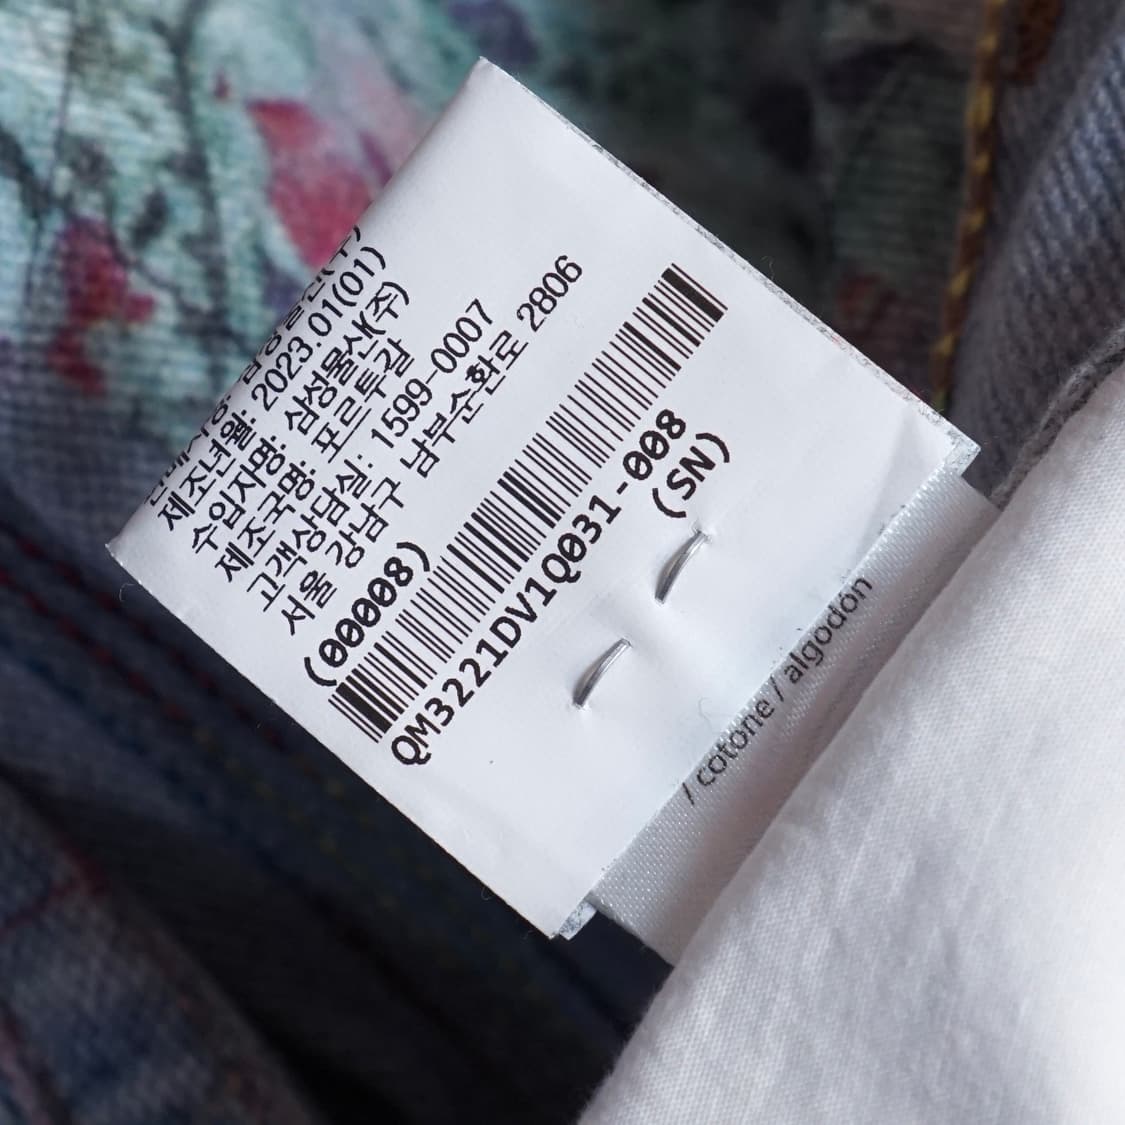 제조년월: 2023.01(01)
수입자명: 삼성물산(주)
제조국명: 포르투갈
고객상담실: 1599-0007
서울 강남구 남부순환로 2806
(00008)
QM3221DV1Q031-008
(SN)
/ cotone / algodón